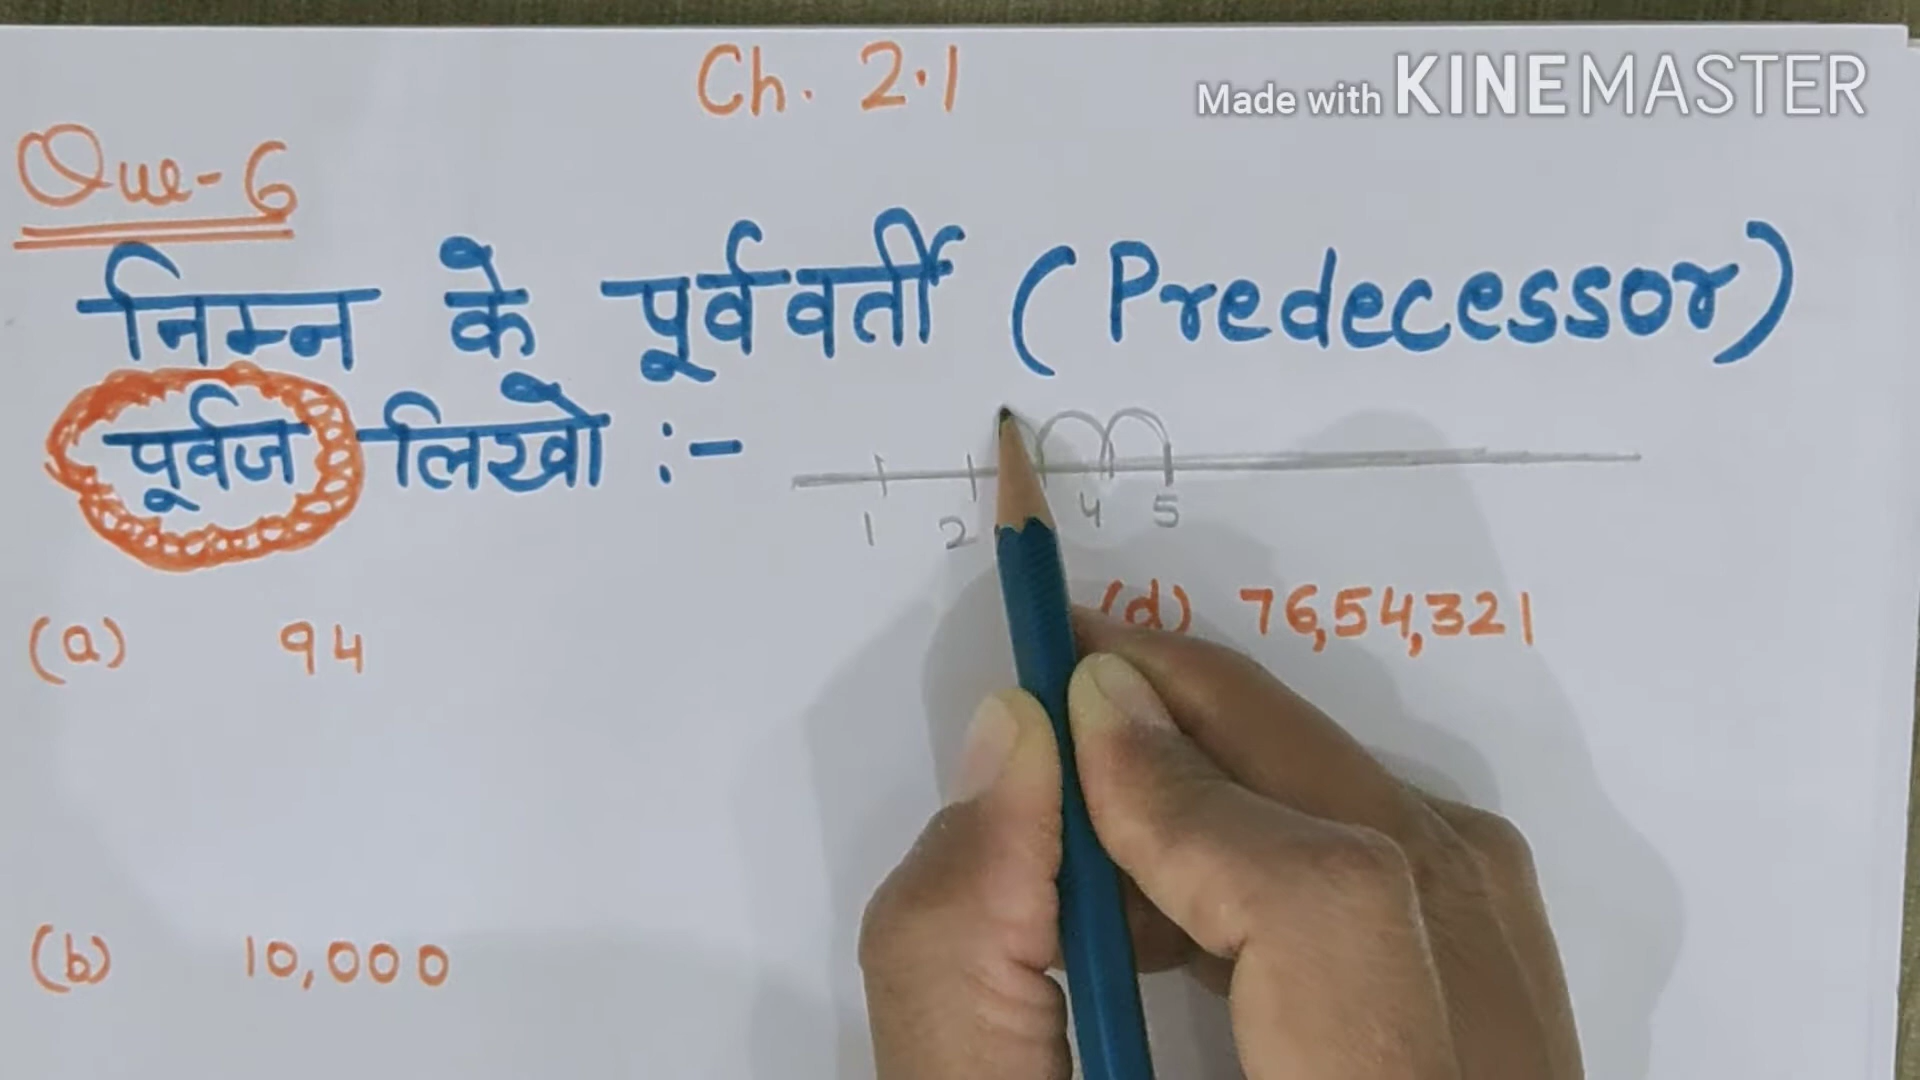 Ch. 2.1
Made with KINEMASTER
Que-6
निम्न के पूर्ववर्ती (Predecessor)
पूर्वज लिखो :-
1 2 4 5
(a) 94
(d) 76,54,321
(b) 10,000